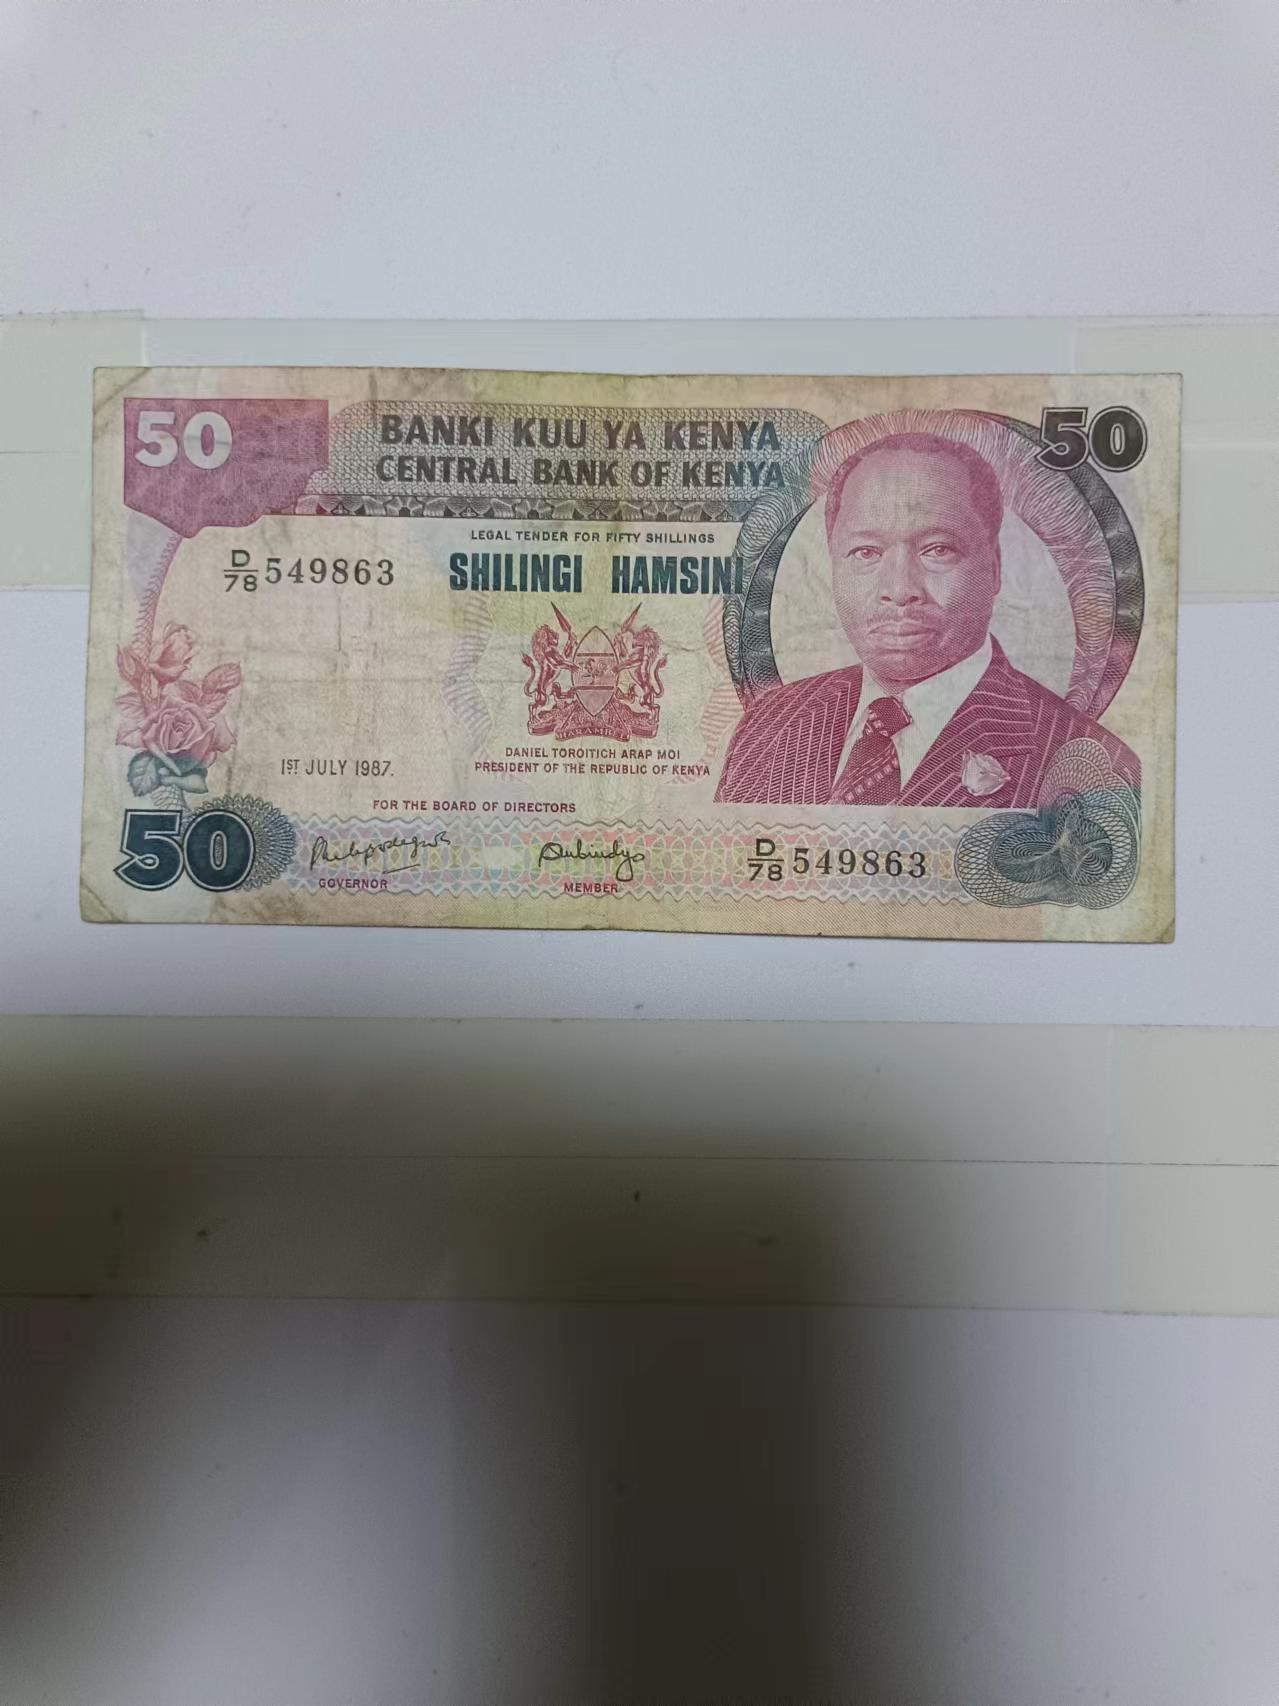 50
BANKI KUU YA KENYA
CENTRAL BANK OF KENYA
50
LEGAL TENDER FOR FIFTY SHILLINGS
SHILINGI HAMSINI
D/78 549863
HARAMBEE
DANIEL TOROITICH ARAP MOI
PRESIDENT OF THE REPUBLIC OF KENYA
1ST JULY 1987.
FOR THE BOARD OF DIRECTORS
50
GOVERNOR
MEMBER
D/78 549863